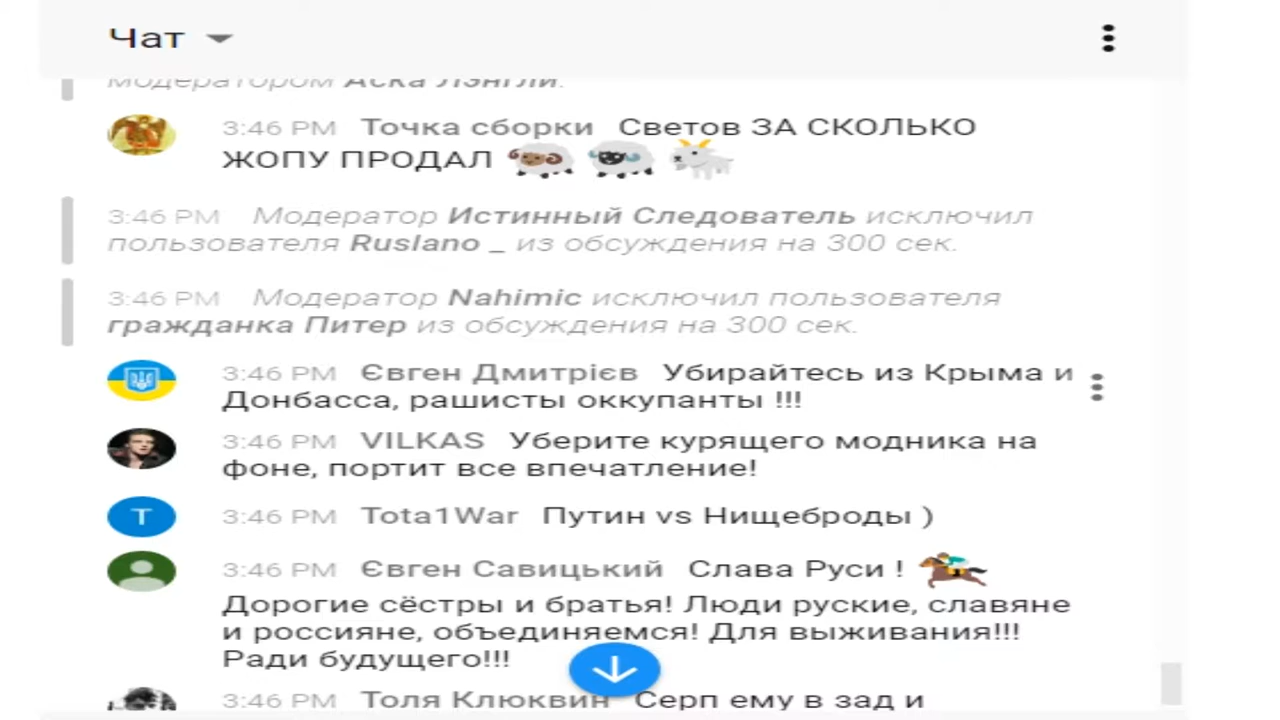 Чат
модератором Аска Лэнгли.
3:46 PM Точка сборки Светов ЗА СКОЛЬКО
ЖОПУ ПРОДАЛ
3:46 PM Модератор Истинный Следователь исключил
пользователя Ruslano _ из обсуждения на 300 сек.
3:46 PM Модератор Nahimic исключил пользователя
гражданка Питер из обсуждения на 300 сек.
3:46 PM Євген Дмитрієв Убирайтесь из Крыма и
Донбасса, рашисты оккупанты !!!
3:46 PM VILKAS Уберите курящего модника на
фоне, портит все впечатление!
T
3:46 PM Tota1War Путин vs Нищеброды )
3:46 PM Євген Савицький Слава Руси !
Дорогие сёстры и братья! Люди руские, славяне
и россияне, объединяемся! Для выживания!!!
Ради будущего!!!
3:46 PM Толя Клюквин Серп ему в зад и